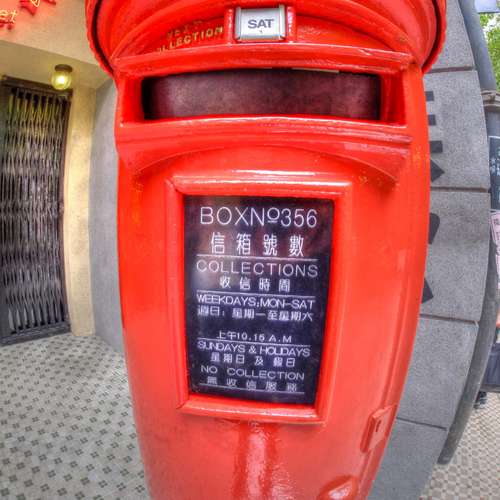 SAT
NEXT
COLLECTION
BOX Nº 356
信箱號數
COLLECTIONS
收信時間
WEEKDAYS, MON-SAT
週日：星期一至星期六
上午10.15 A.M
SUNDAYS & HOLIDAYS
星期日及假日
NO COLLECTION
無收信服務